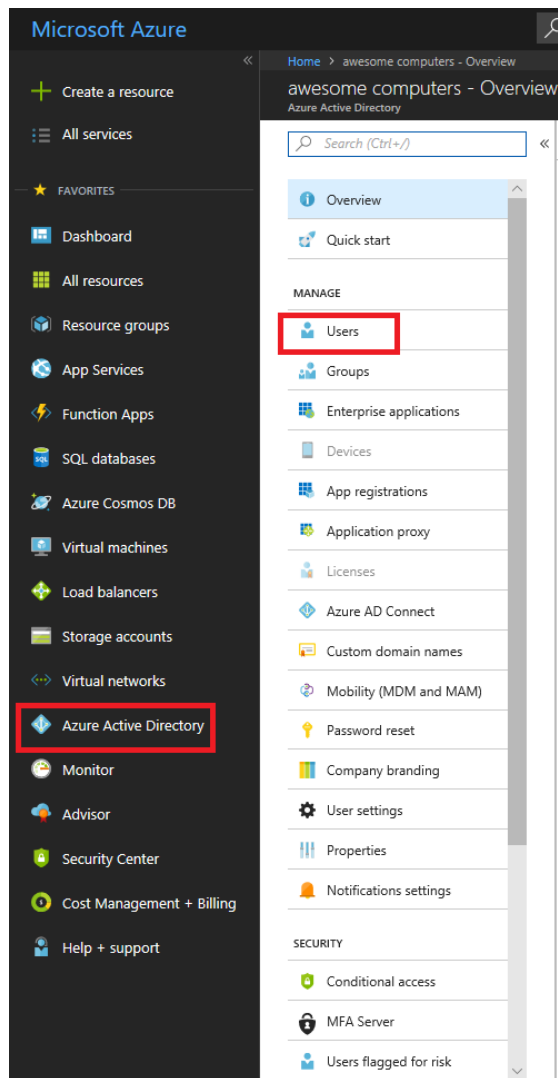 Microsoft Azure
Create a resource
All services
FAVORITES
Dashboard
All resources
Resource groups
App Services
Function Apps
SQL databases
Azure Cosmos DB
Virtual machines
Load balancers
Storage accounts
Virtual networks
Azure Active Directory
Monitor
Advisor
Security Center
Cost Management + Billing
Help + support
Home > awesome computers - Overview
awesome computers - Overview
Azure Active Directory
Search (Ctrl+/)
Overview
Quick start
MANAGE
Users
Groups
Enterprise applications
Devices
App registrations
Application proxy
Licenses
Azure AD Connect
Custom domain names
Mobility (MDM and MAM)
Password reset
Company branding
User settings
Properties
Notifications settings
SECURITY
Conditional access
MFA Server
Users flagged for risk